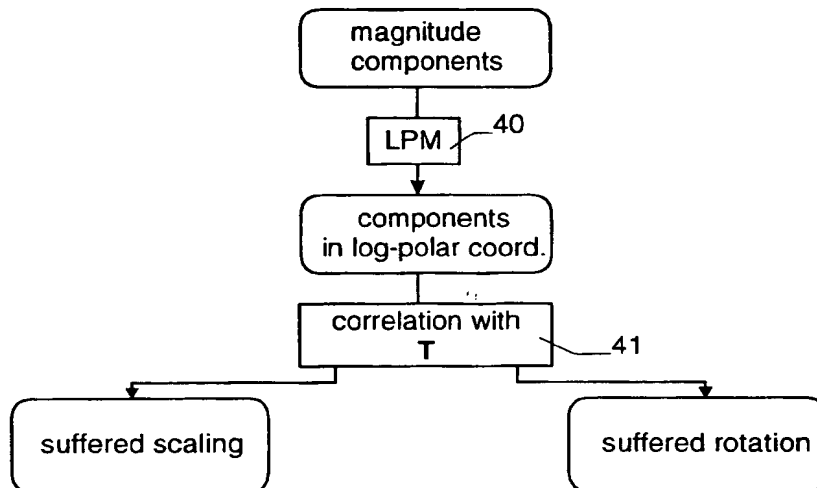 magnitude
components
LPM
40
components
in log-polar coord.
correlation with
T
41
suffered scaling
suffered rotation